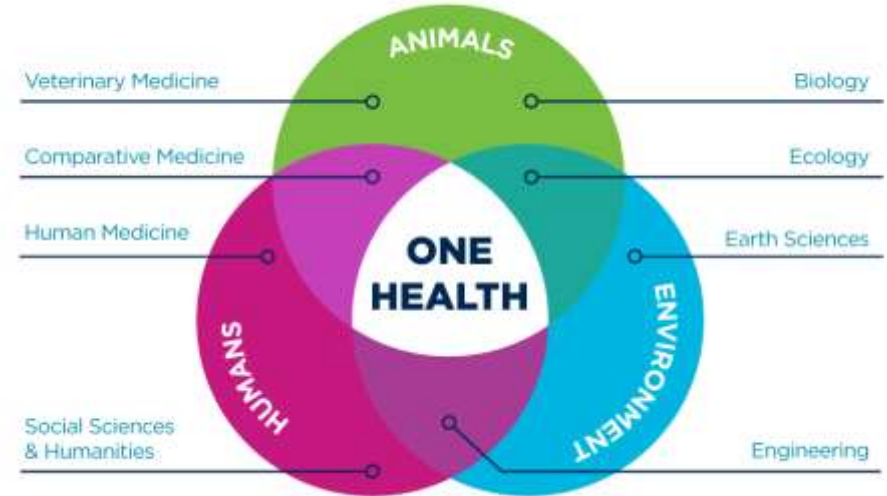 ANIMALS
Veterinary Medicine
Biology
Comparative Medicine
Ecology
Human Medicine
Earth Sciences
ONE
HEALTH
HUMANS
ENVIRONMENT
Social Sciences
& Humanities
Engineering